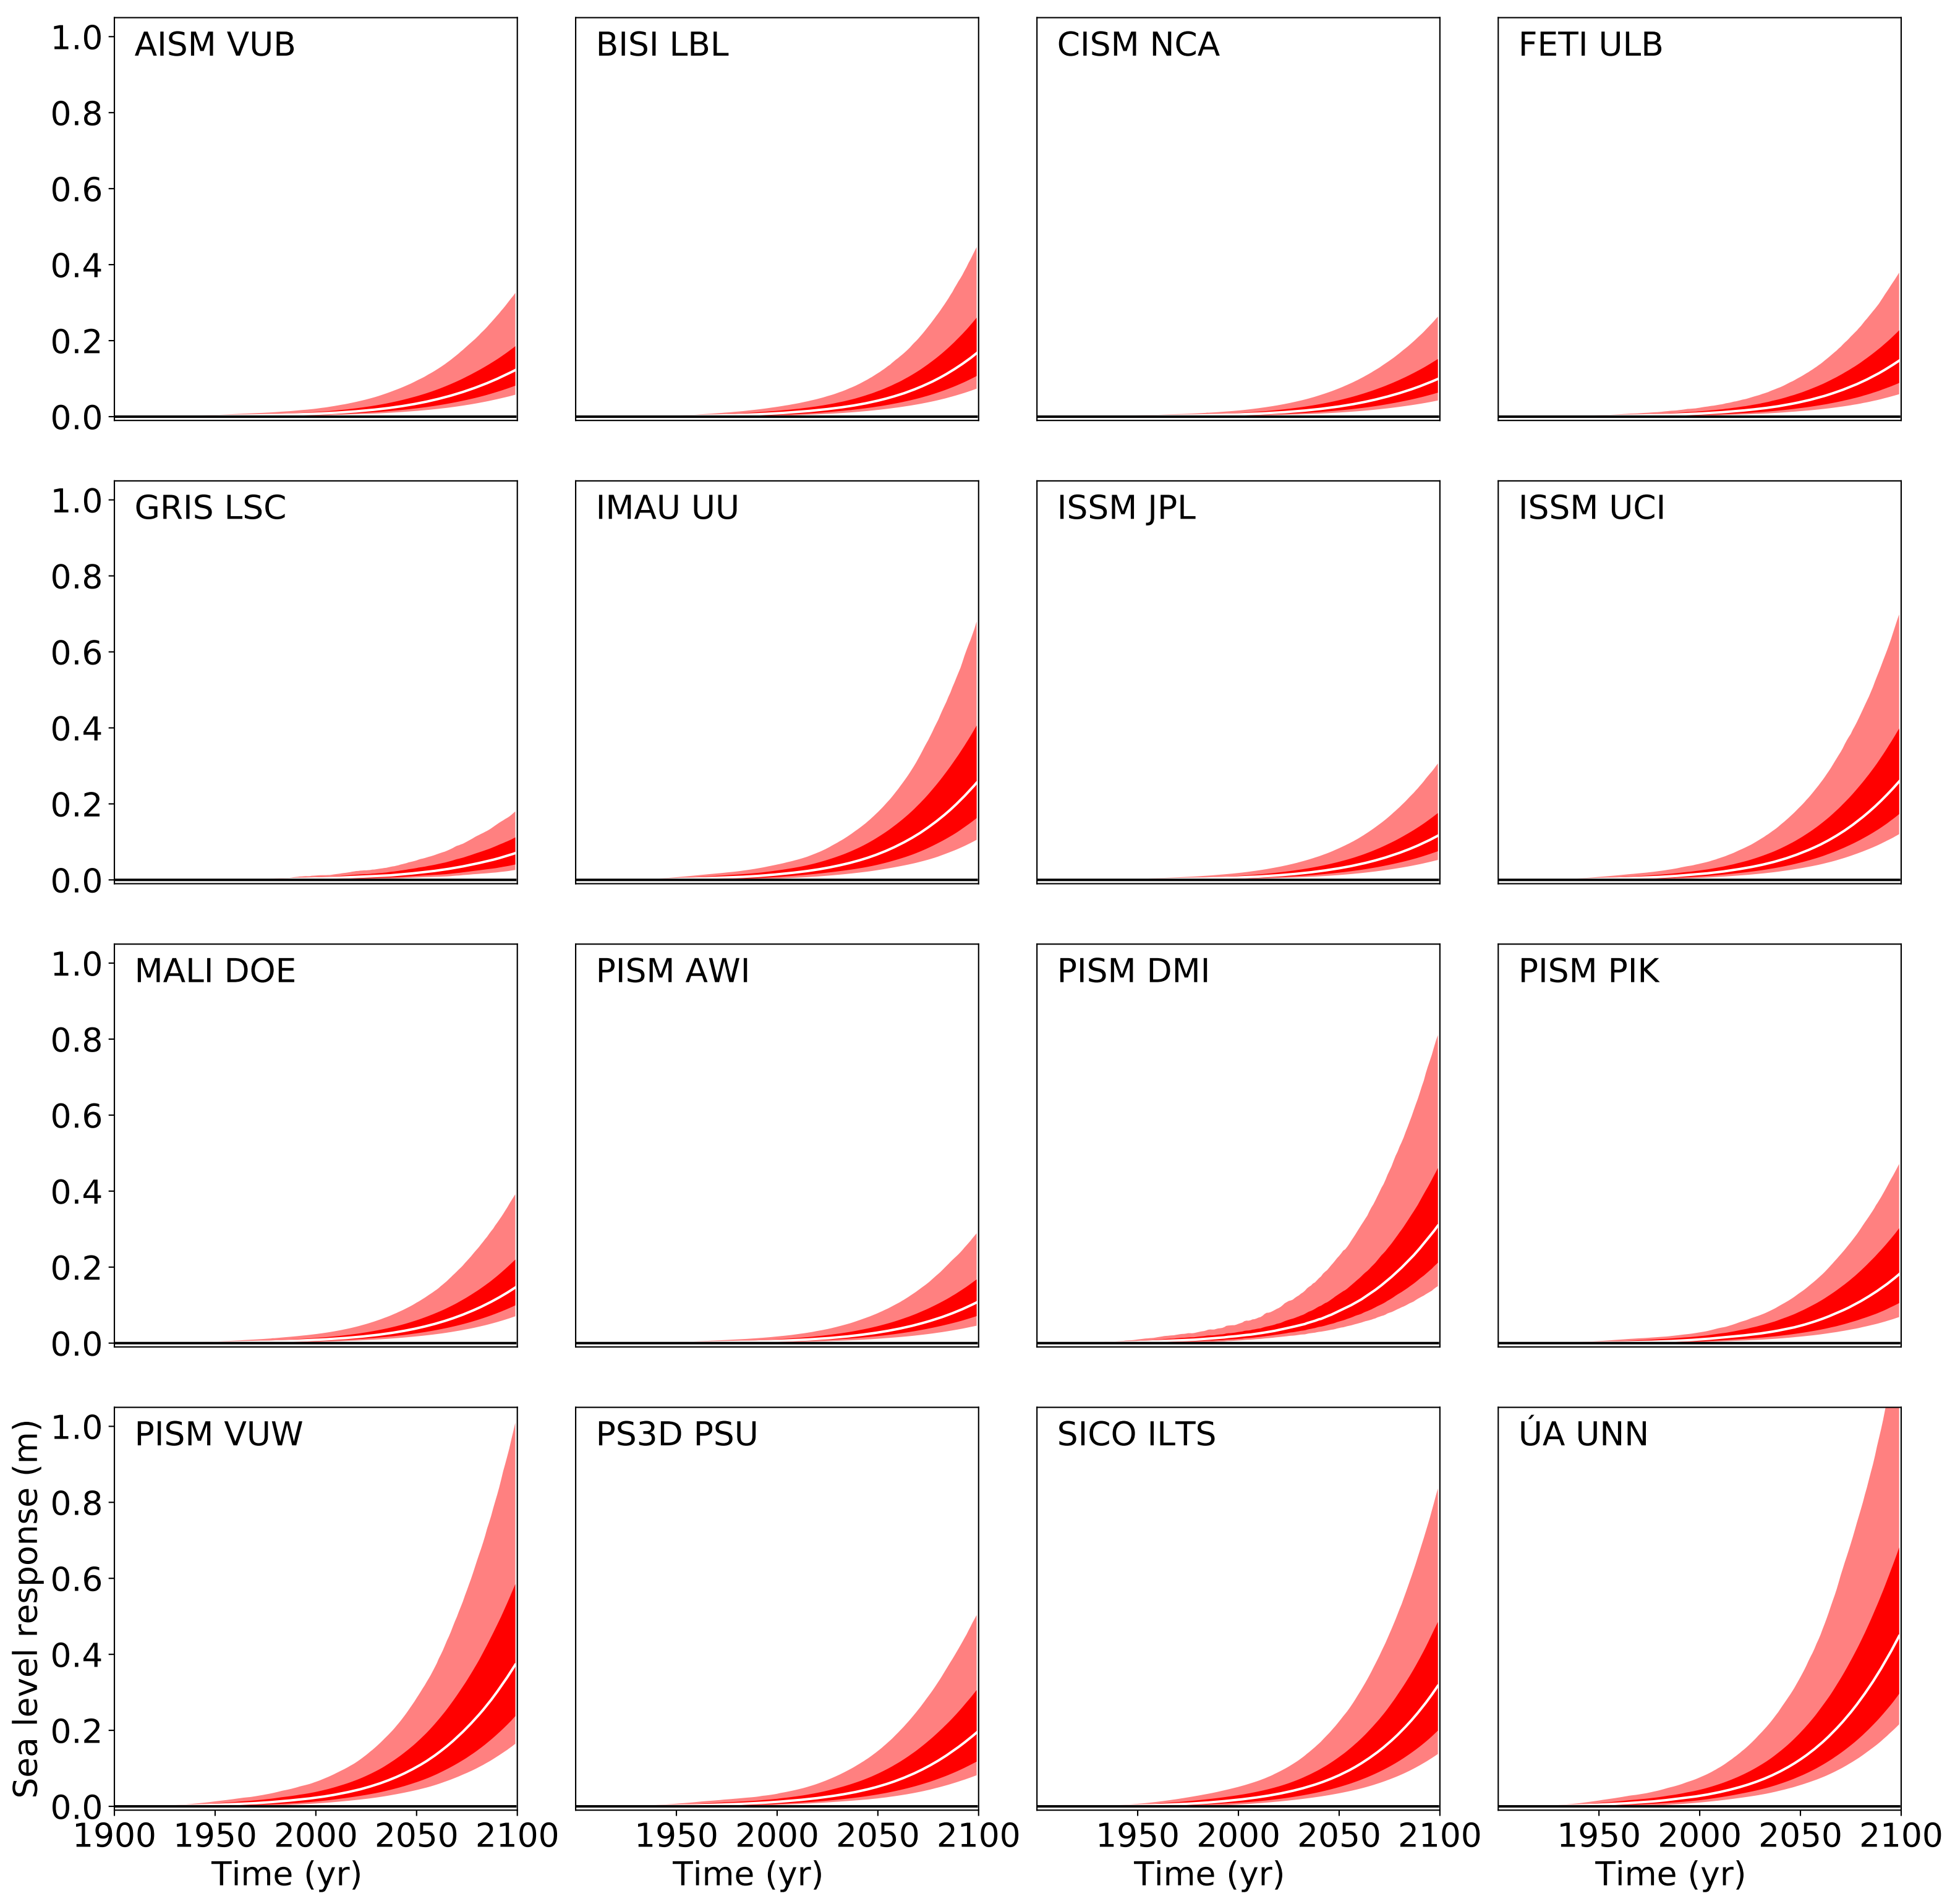 1.0
0.8
0.6
0.4
0.2
0.0
AISM VUB
BISI LBL
CISM NCA
FETI ULB
1.0
0.8
0.6
0.4
0.2
0.0
GRIS LSC
IMAU UU
ISSM JPL
ISSM UCI
1.0
0.8
0.6
0.4
0.2
0.0
MALI DOE
PISM AWI
PISM DMI
PISM PIK
Sea level response (m)
1.0
0.8
0.6
0.4
0.2
0.0
PISM VUW
PS3D PSU
SICO ILTS
ÚA UNN
1900 1950 2000 2050 2100
1950 2000 2050 2100
1950 2000 2050 2100
1950 2000 2050 2100
Time (yr)
Time (yr)
Time (yr)
Time (yr)